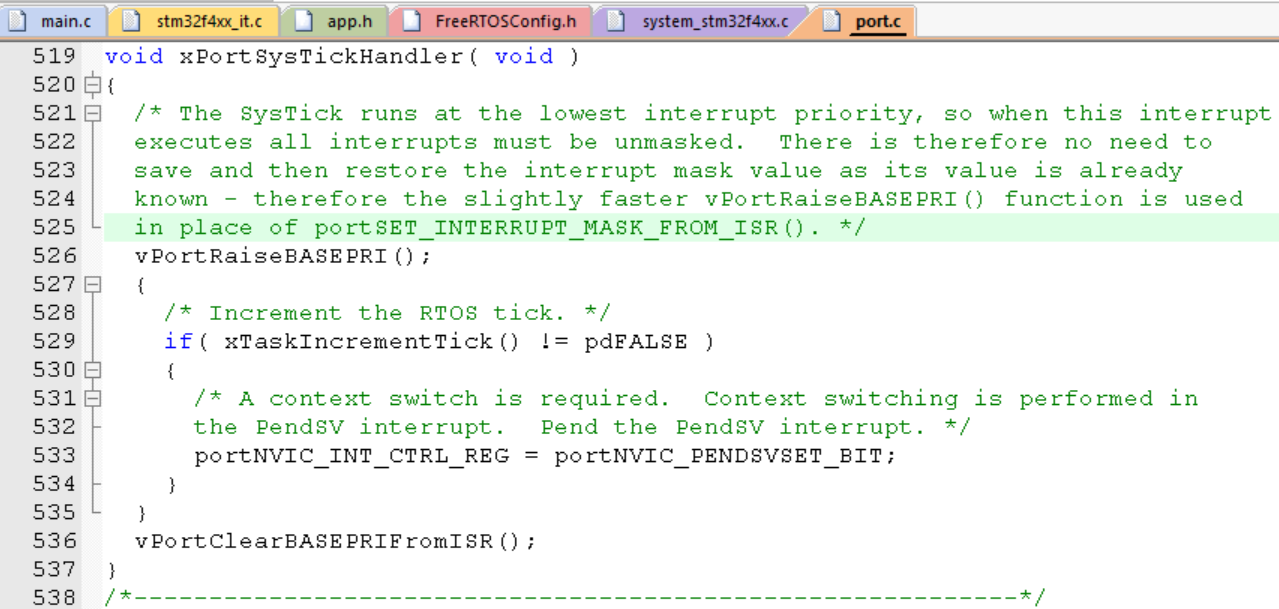 main.c stm32f4xx_it.c app.h FreeRTOSConfig.h system_stm32f4xx.c port.c
519 void xPortSysTickHandler( void )
520 {
521 /* The SysTick runs at the lowest interrupt priority, so when this interrupt
522 executes all interrupts must be unmasked.  There is therefore no need to
523 save and then restore the interrupt mask value as its value is already
524 known - therefore the slightly faster vPortRaiseBASEPRI() function is used
525 in place of portSET_INTERRUPT_MASK_FROM_ISR(). */
526 vPortRaiseBASEPRI();
527 {
528 /* Increment the RTOS tick. */
529 if( xTaskIncrementTick() != pdFALSE )
530 {
531 /* A context switch is required.  Context switching is performed in
532 the PendSV interrupt.  Pend the PendSV interrupt. */
533 portNVIC_INT_CTRL_REG = portNVIC_PENDSVSET_BIT;
534 }
535 }
536 vPortClearBASEPRIFromISR();
537 }
538 /*-----------------------------------------------------------*/